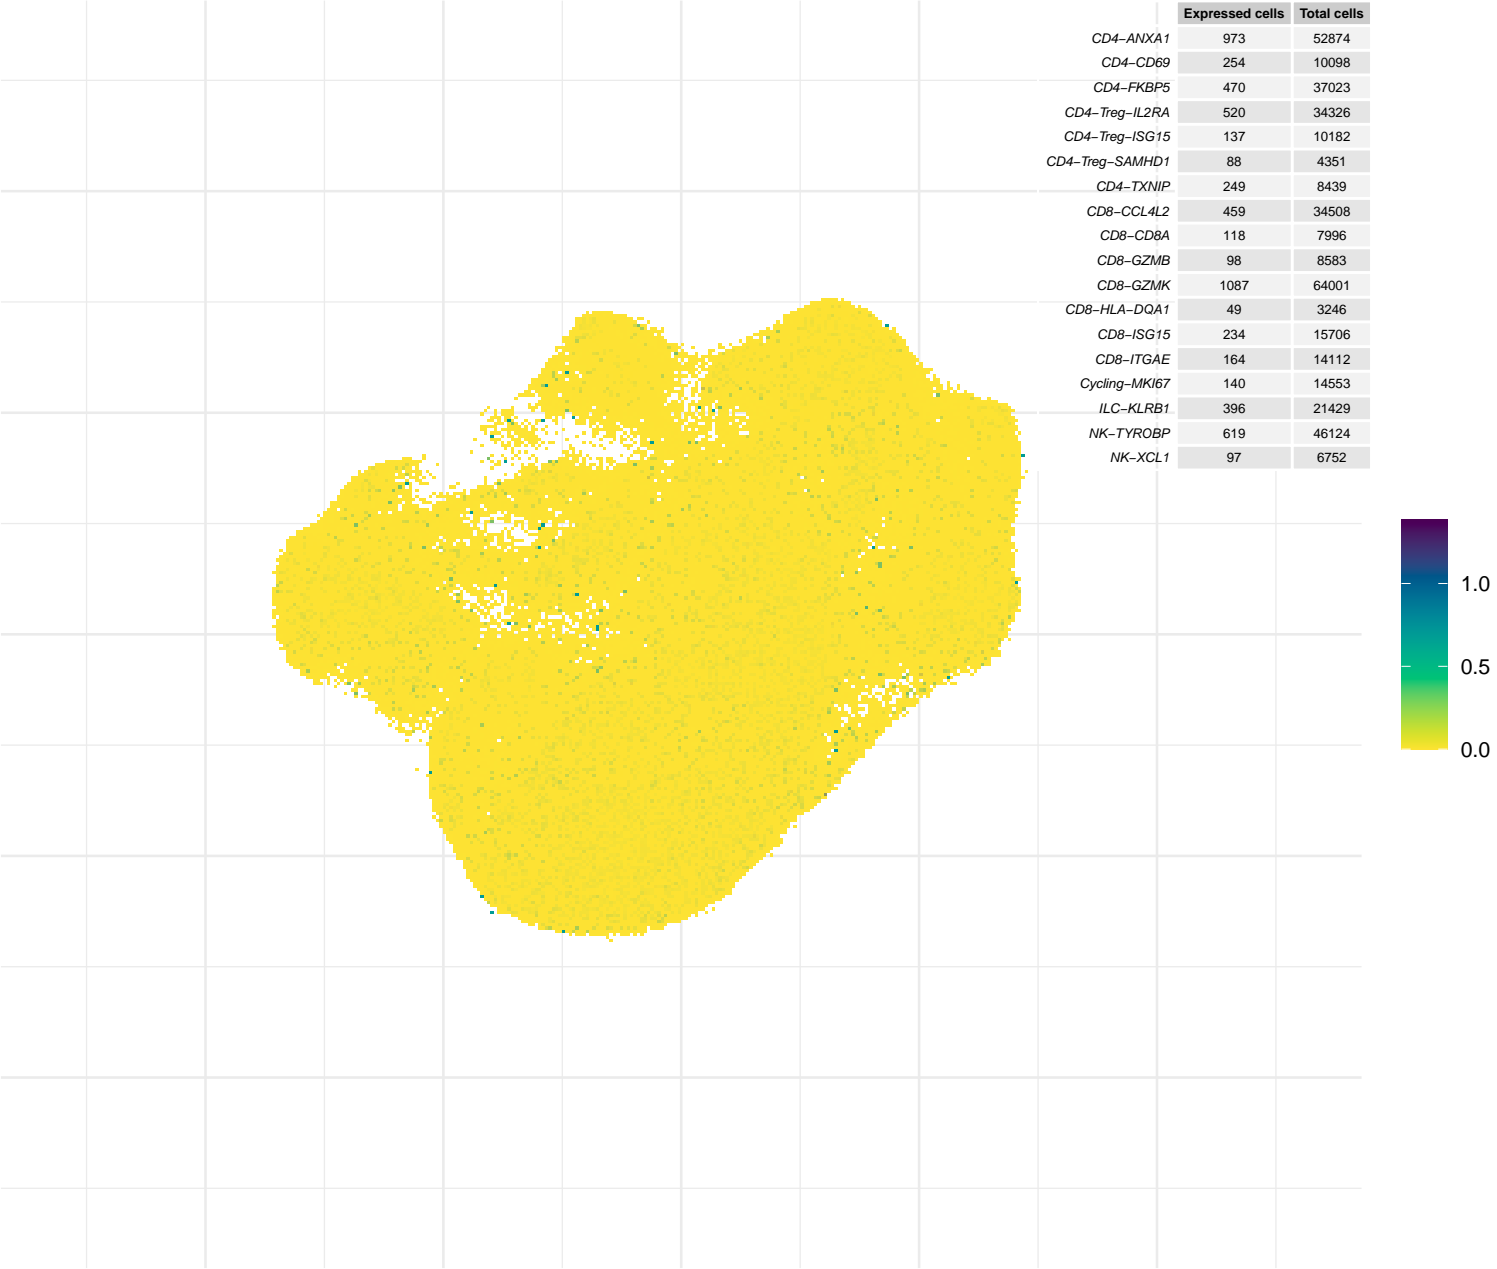 Expressed cells Total cells
CD4−ANXA1 973 52874
CD4−CD69 254 10098
CD4−FKBP5 470 37023
CD4−Treg−IL2RA 520 34326
CD4−Treg−ISG15 137 10182
CD4−Treg−SAMHD1 88 4351
CD4−TXNIP 249 8439
CD8−CCL4L2 459 34508
CD8−CD8A 118 7996
CD8−GZMB 98 8583
CD8−GZMK 1087 64001
CD8−HLA−DQA1 49 3246
CD8−ISG15 234 15706
CD8−ITGAE 164 14112
Cycling−MKI67 140 14553
ILC−KLRB1 396 21429
NK−TYROBP 619 46124
NK−XCL1 97 6752
1.0
0.5
0.0